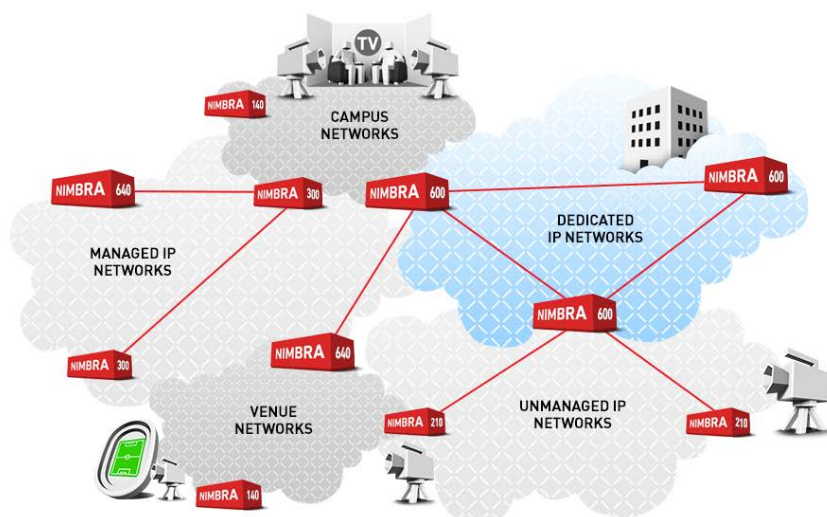 TV
NIMBRA 140
CAMPUS
NETWORKS
NIMBRA 640
NIMBRA 300
NIMBRA 600
NIMBRA 600
DEDICATED
IP NETWORKS
MANAGED IP
NETWORKS
NIMBRA 600
NIMBRA 300
NIMBRA 640
VENUE
NETWORKS
NIMBRA 210
UNMANAGED IP
NETWORKS
NIMBRA 210
NIMBRA 140